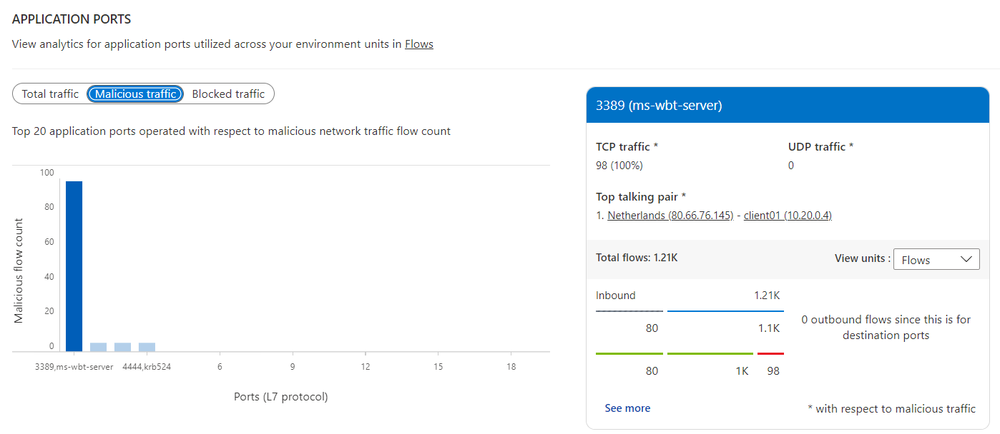 APPLICATION PORTS
View analytics for application ports utilized across your environment units in Flows
Total traffic Malicious traffic Blocked traffic
Top 20 application ports operated with respect to malicious network traffic flow count
100
80
60
40
20
0
Malicious flow count
3389,ms-wbt-server 4444,krb524 6 9 12 15 18
Ports (L7 protocol)
3389 (ms-wbt-server)
TCP traffic * UDP traffic *
98 (100%) 0
Top talking pair *
1. Netherlands (80.66.76.145) - client01 (10.20.0.4)
Total flows: 1.21K View units : Flows
Inbound 1.21K
80 1.1K
0 outbound flows since this is for
destination ports
80 1K 98
See more * with respect to malicious traffic